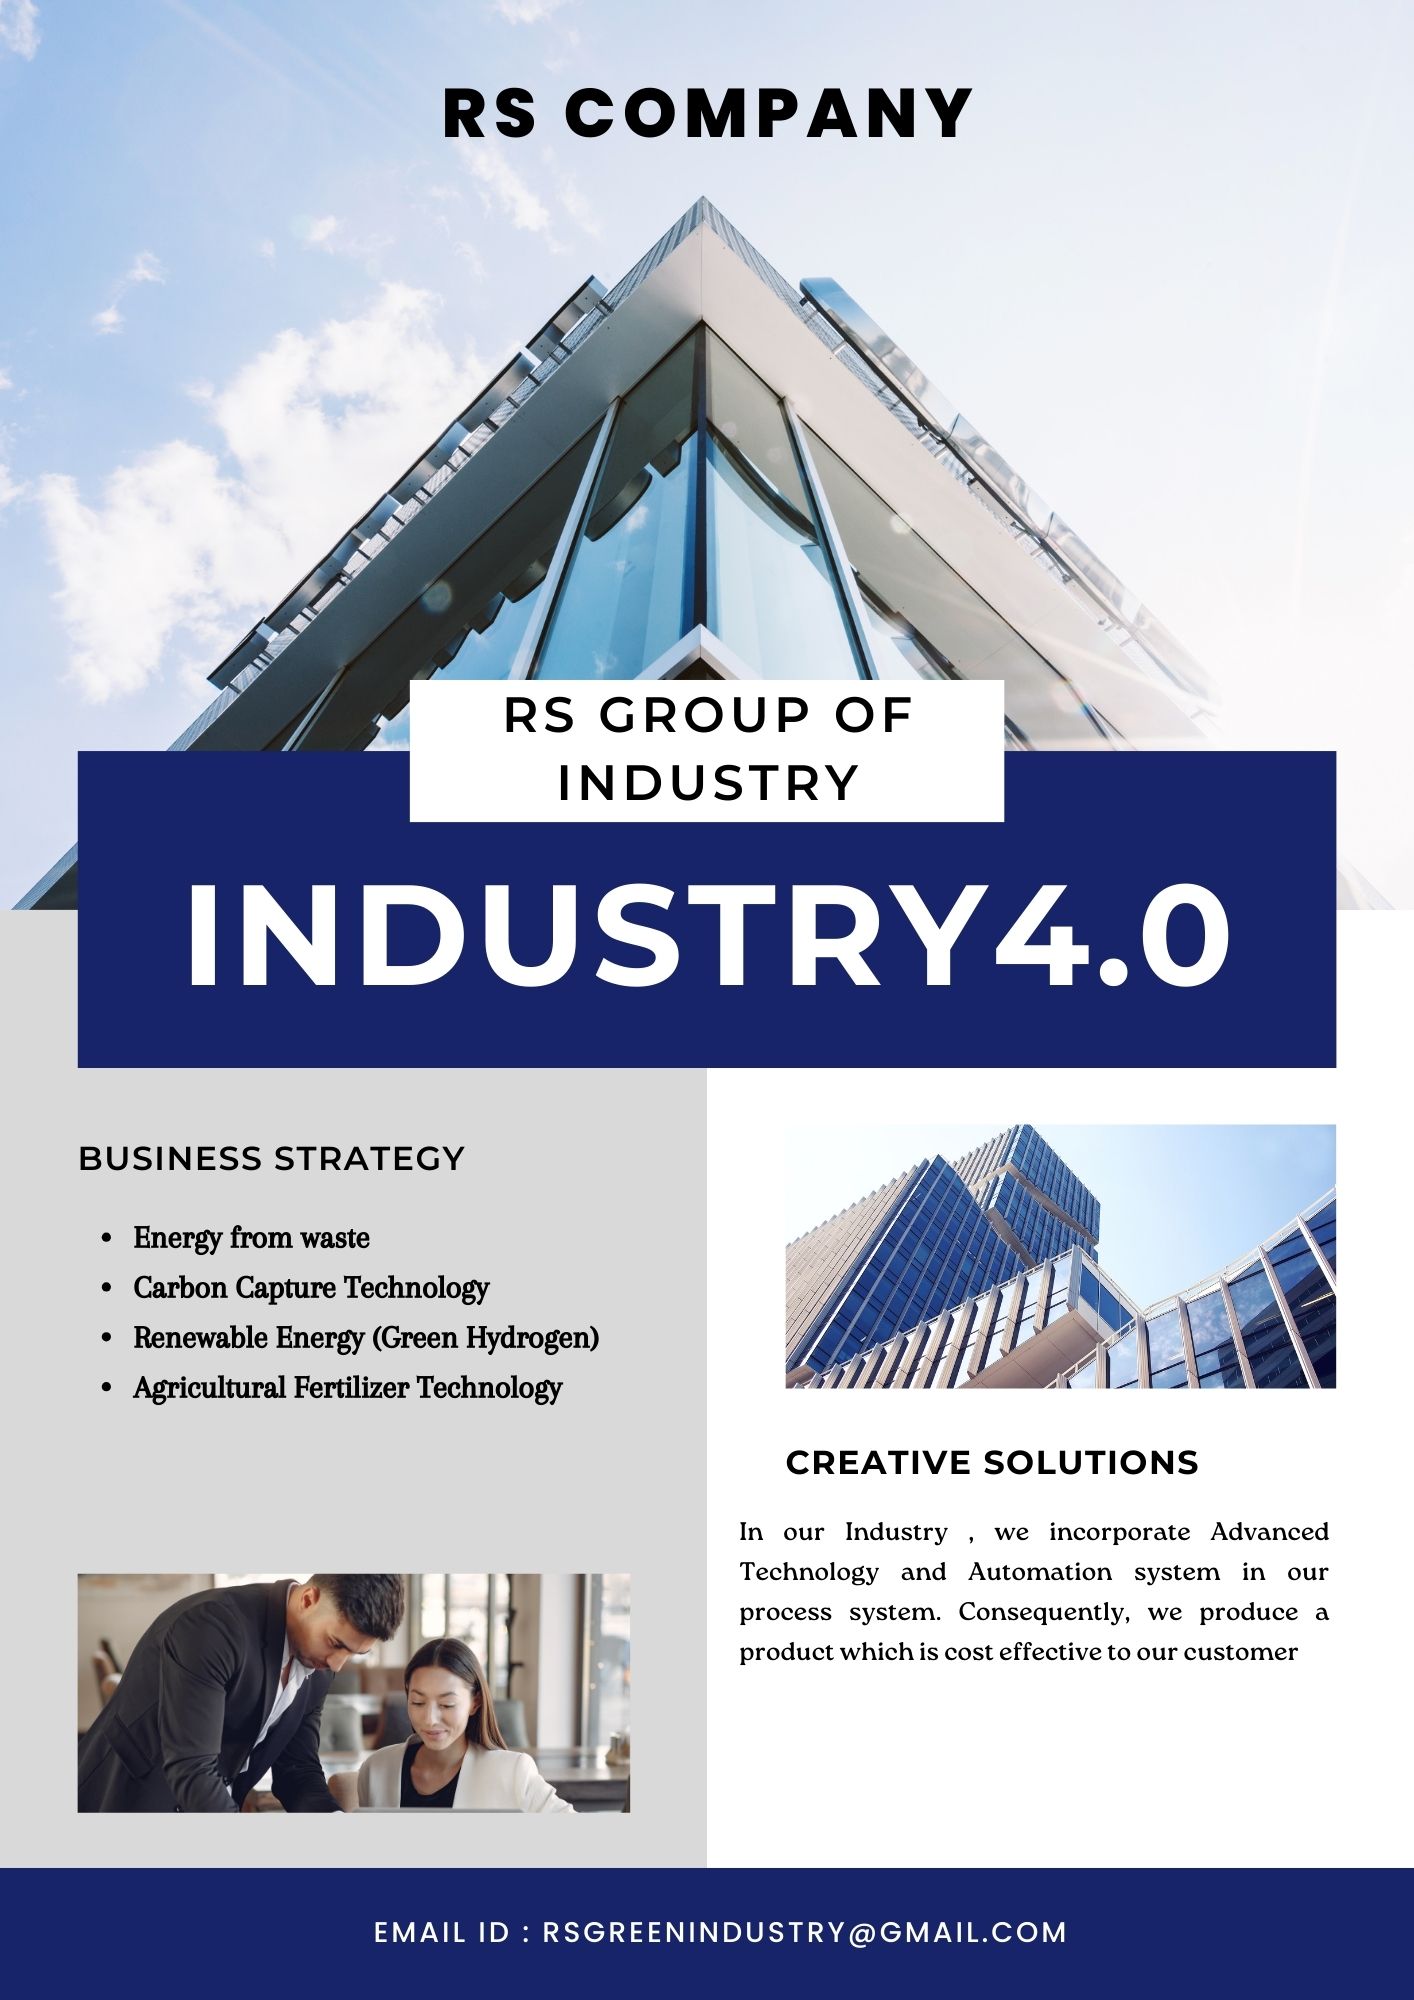 RS COMPANY
RS GROUP OF
INDUSTRY
INDUSTRY4.0
BUSINESS STRATEGY
• Energy from waste
• Carbon Capture Technology
• Renewable Energy (Green Hydrogen)
• Agricultural Fertilizer Technology
CREATIVE SOLUTIONS
In our Industry , we incorporate Advanced
Technology and Automation system in our
process system. Consequently, we produce a
product which is cost effective to our customer
EMAIL ID : RSGREENINDUSTRY@GMAIL.COM